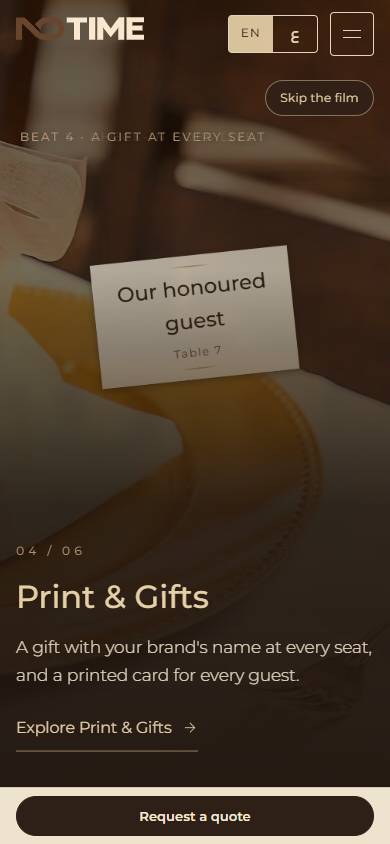 NOTIME
EN
ع
Skip the film
BEAT 4 · A GIFT AT EVERY SEAT
Our honoured
guest
Table 7
04 / 06
Print & Gifts
A gift with your brand's name at every seat,
and a printed card for every guest.
Explore Print & Gifts →
Request a quote